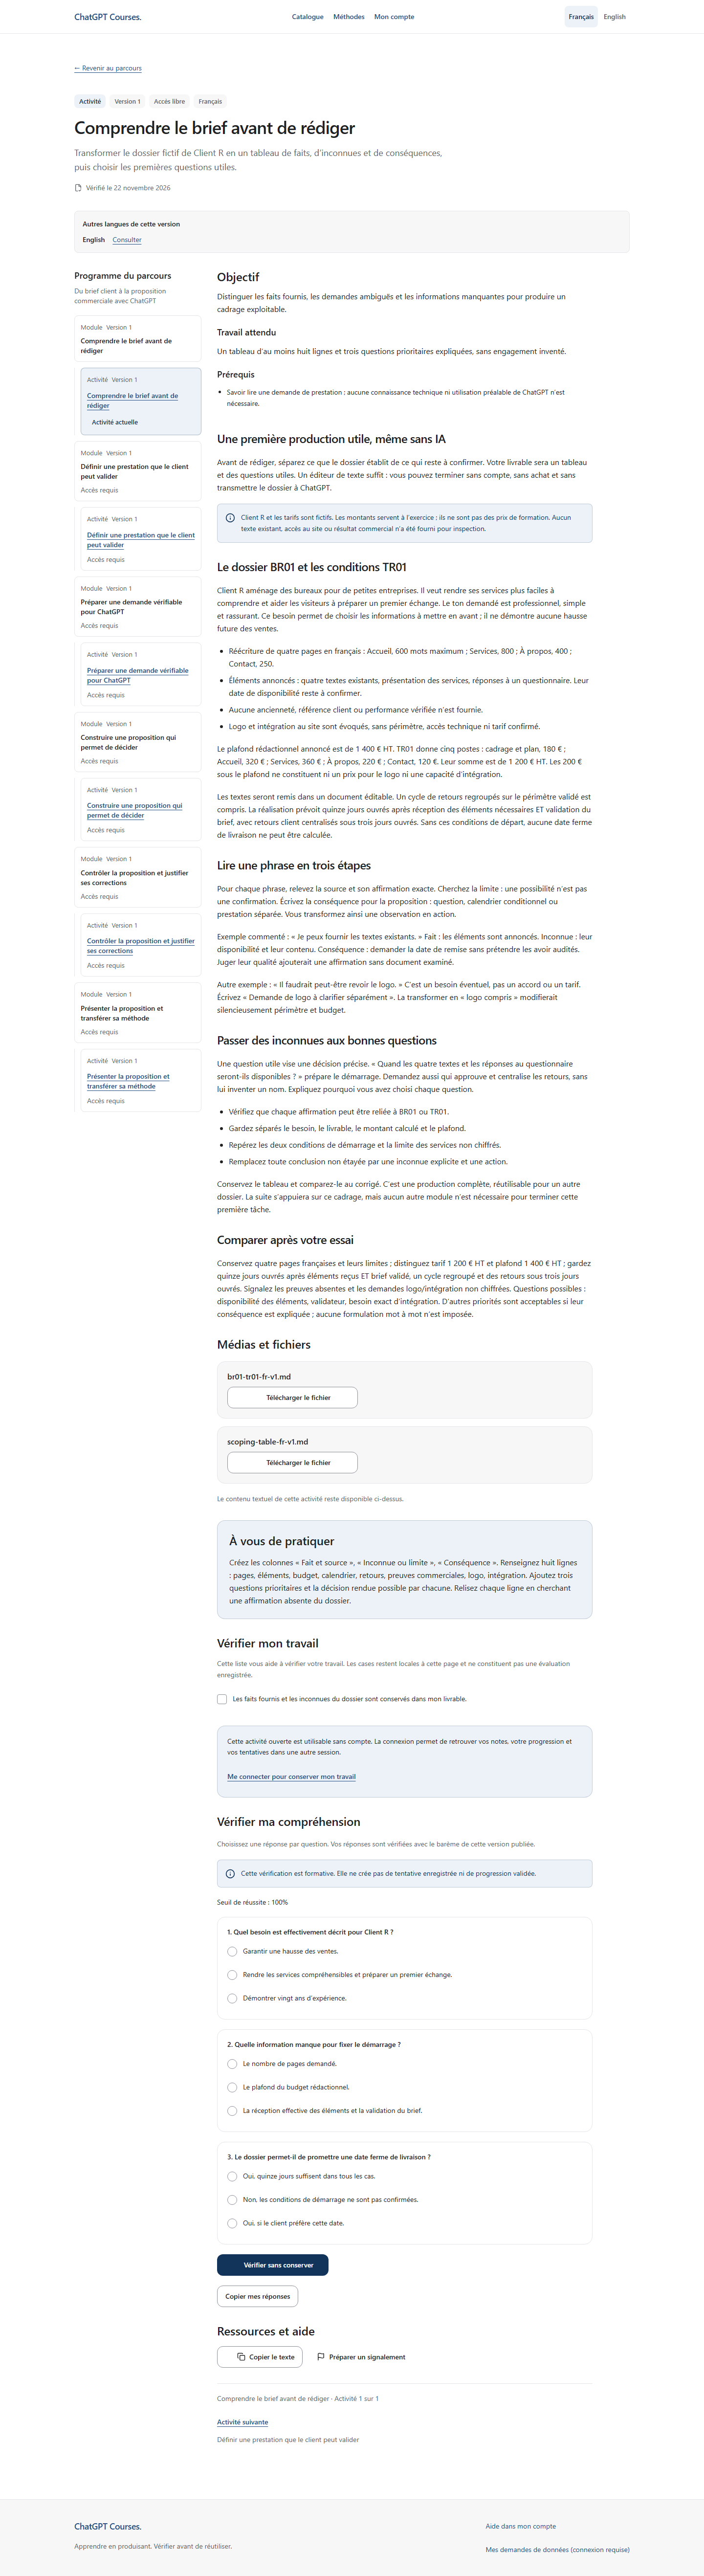 ChatGPT Courses.
Catalogue Méthodes Mon compte
Français English
← Revenir au parcours
Activité Version 1 Accès libre Français
Comprendre le brief avant de rédiger
Transformer le dossier fictif de Client R en un tableau de faits, d'inconnues et de conséquences,
puis choisir les premières questions utiles.
Vérifié le 22 novembre 2026
Autres langues de cette version
English Consulter
Programme du parcours
Du brief client à la proposition
commerciale avec ChatGPT
Module Version 1
Comprendre le brief avant de
rédiger
Activité Version 1
Comprendre le brief avant de
rédiger
Activité actuelle
Module Version 1
Définir une prestation que le client
peut valider
Accès requis
Activité Version 1
Définir une prestation que le client
peut valider
Accès requis
Module Version 1
Préparer une demande vérifiable
pour ChatGPT
Accès requis
Activité Version 1
Préparer une demande vérifiable
pour ChatGPT
Accès requis
Module Version 1
Construire une proposition qui
permet de décider
Accès requis
Activité Version 1
Construire une proposition qui
permet de décider
Accès requis
Module Version 1
Contrôler la proposition et justifier
ses corrections
Accès requis
Activité Version 1
Contrôler la proposition et justifier
ses corrections
Accès requis
Module Version 1
Présenter la proposition et
transférer sa méthode
Accès requis
Activité Version 1
Présenter la proposition et
transférer sa méthode
Accès requis
Objectif
Distinguer les faits fournis, les demandes ambiguës et les informations manquantes pour produire un
cadrage exploitable.
Travail attendu
Un tableau d'au moins huit lignes et trois questions prioritaires expliquées, sans engagement inventé.
Prérequis
• Savoir lire une demande de prestation ; aucune connaissance technique ni utilisation préalable de ChatGPT n'est
nécessaire.
Une première production utile, même sans IA
Avant de rédiger, séparez ce que le dossier établit de ce qui reste à confirmer. Votre livrable sera un tableau
et des questions utiles. Un éditeur de texte suffit : vous pouvez terminer sans compte, sans achat et sans
transmettre le dossier à ChatGPT.
Client R et les tarifs sont fictifs. Les montants servent à l'exercice ; ils ne sont pas des prix de formation. Aucun
texte existant, accès au site ou résultat commercial n'a été fourni pour inspection.
Le dossier BR01 et les conditions TR01
Client R aménage des bureaux pour de petites entreprises. Il veut rendre ses services plus faciles à
comprendre et aider les visiteurs à préparer un premier échange. Le ton demandé est professionnel, simple
et rassurant. Ce besoin permet de choisir les informations à mettre en avant ; il ne démontre aucune hausse
future des ventes.
• Réécriture de quatre pages en français : Accueil, 600 mots maximum ; Services, 800 ; À propos, 400 ;
Contact, 250.
• Éléments annoncés : quatre textes existants, présentation des services, réponses à un questionnaire. Leur
date de disponibilité reste à confirmer.
• Aucune ancienneté, référence client ou performance vérifiée n'est fournie.
• Logo et intégration au site sont évoqués, sans périmètre, accès technique ni tarif confirmé.
Le plafond rédactionnel annoncé est de 1 400 € HT. TR01 donne cinq postes : cadrage et plan, 180 € ;
Accueil, 320 € ; Services, 360 € ; À propos, 220 € ; Contact, 120 €. Leur somme est de 1 200 € HT. Les 200 €
sous le plafond ne constituent ni un prix pour le logo ni une capacité d'intégration.
Les textes seront remis dans un document éditable. Un cycle de retours regroupés sur le périmètre validé est
compris. La réalisation prévoit quinze jours ouvrés après réception des éléments nécessaires ET validation du
brief, avec retours client centralisés sous trois jours ouvrés. Sans ces conditions de départ, aucune date ferme
de livraison ne peut être calculée.
Lire une phrase en trois étapes
Pour chaque phrase, relevez la source et son affirmation exacte. Cherchez la limite : une possibilité n'est pas
une confirmation. Écrivez la conséquence pour la proposition : question, calendrier conditionnel ou
prestation séparée. Vous transformez ainsi une observation en action.
Exemple commenté : « Je peux fournir les textes existants. » Fait : les éléments sont annoncés. Inconnue : leur
disponibilité et leur contenu. Conséquence : demander la date de remise sans prétendre les avoir audités.
Juger leur qualité ajouterait une affirmation sans document examiné.
Autre exemple : « Il faudrait peut-être revoir le logo. » C'est un besoin éventuel, pas un accord ou un tarif.
Écrivez « Demande de logo à clarifier séparément ». La transformer en « logo compris » modifierait
silencieusement périmètre et budget.
Passer des inconnues aux bonnes questions
Une question utile vise une décision précise. « Quand les quatre textes et les réponses au questionnaire
seront-ils disponibles ? » prépare le démarrage. Demandez aussi qui approuve et centralise les retours, sans
lui inventer un nom. Expliquez pourquoi vous avez choisi chaque question.
• Vérifiez que chaque affirmation peut être reliée à BR01 ou TR01.
• Gardez séparés le besoin, le livrable, le montant calculé et le plafond.
• Repérez les deux conditions de démarrage et la limite des services non chiffrés.
• Remplacez toute conclusion non étayée par une inconnue explicite et une action.
Conservez le tableau et comparez-le au corrigé. C'est une production complète, réutilisable pour un autre
dossier. La suite s'appuiera sur ce cadrage, mais aucun autre module n'est nécessaire pour terminer cette
première tâche.
Comparer après votre essai
Conservez quatre pages françaises et leurs limites ; distinguez tarif 1 200 € HT et plafond 1 400 € HT ; gardez
quinze jours ouvrés après éléments reçus ET brief validé, un cycle regroupé et des retours sous trois jours
ouvrés. Signalez les preuves absentes et les demandes logo/intégration non chiffrées. Questions possibles :
disponibilité des éléments, validateur, besoin exact d'intégration. D'autres priorités sont acceptables si leur
conséquence est expliquée ; aucune formulation mot à mot n'est imposée.
Médias et fichiers
br01-tr01-fr-v1.md
Télécharger le fichier
scoping-table-fr-v1.md
Télécharger le fichier
Le contenu textuel de cette activité reste disponible ci-dessus.
À vous de pratiquer
Créez les colonnes « Fait et source », « Inconnue ou limite », « Conséquence ». Renseignez huit lignes
: pages, éléments, budget, calendrier, retours, preuves commerciales, logo, intégration. Ajoutez trois
questions prioritaires et la décision rendue possible par chacune. Relisez chaque ligne en cherchant
une affirmation absente du dossier.
Vérifier mon travail
Cette liste vous aide à vérifier votre travail. Les cases restent locales à cette page et ne constituent pas une évaluation
enregistrée.
Les faits fournis et les inconnues du dossier sont conservés dans mon livrable.
Cette activité ouverte est utilisable sans compte. La connexion permet de retrouver vos notes, votre progression et
vos tentatives dans une autre session.
Me connecter pour conserver mon travail
Vérifier ma compréhension
Choisissez une réponse par question. Vos réponses sont vérifiées avec le barème de cette version publiée.
Cette vérification est formative. Elle ne crée pas de tentative enregistrée ni de progression validée.
Seuil de réussite : 100%
1. Quel besoin est effectivement décrit pour Client R ?
Garantir une hausse des ventes.
Rendre les services compréhensibles et préparer un premier échange.
Démontrer vingt ans d'expérience.
2. Quelle information manque pour fixer le démarrage ?
Le nombre de pages demandé.
Le plafond du budget rédactionnel.
La réception effective des éléments et la validation du brief.
3. Le dossier permet-il de promettre une date ferme de livraison ?
Oui, quinze jours suffisent dans tous les cas.
Non, les conditions de démarrage ne sont pas confirmées.
Oui, si le client préfère cette date.
Vérifier sans conserver
Copier mes réponses
Ressources et aide
Copier le texte Préparer un signalement
Comprendre le brief avant de rédiger · Activité 1 sur 1
Activité suivante
Définir une prestation que le client peut valider
ChatGPT Courses.
Apprendre en produisant. Vérifier avant de réutiliser.
Aide dans mon compte
Mes demandes de données (connexion requise)